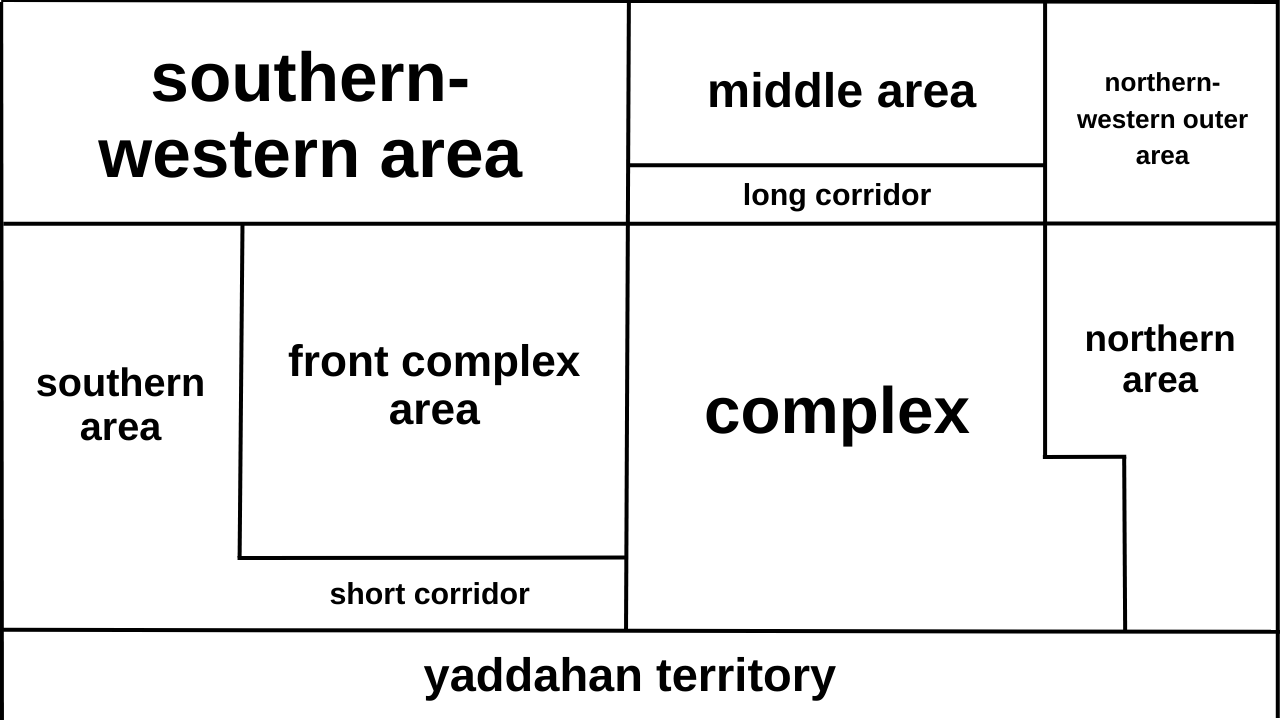 southern-
western area
middle area
northern-
western outer
area
long corridor
southern
area
front complex
area
complex
northern
area
short corridor
yaddahan territory